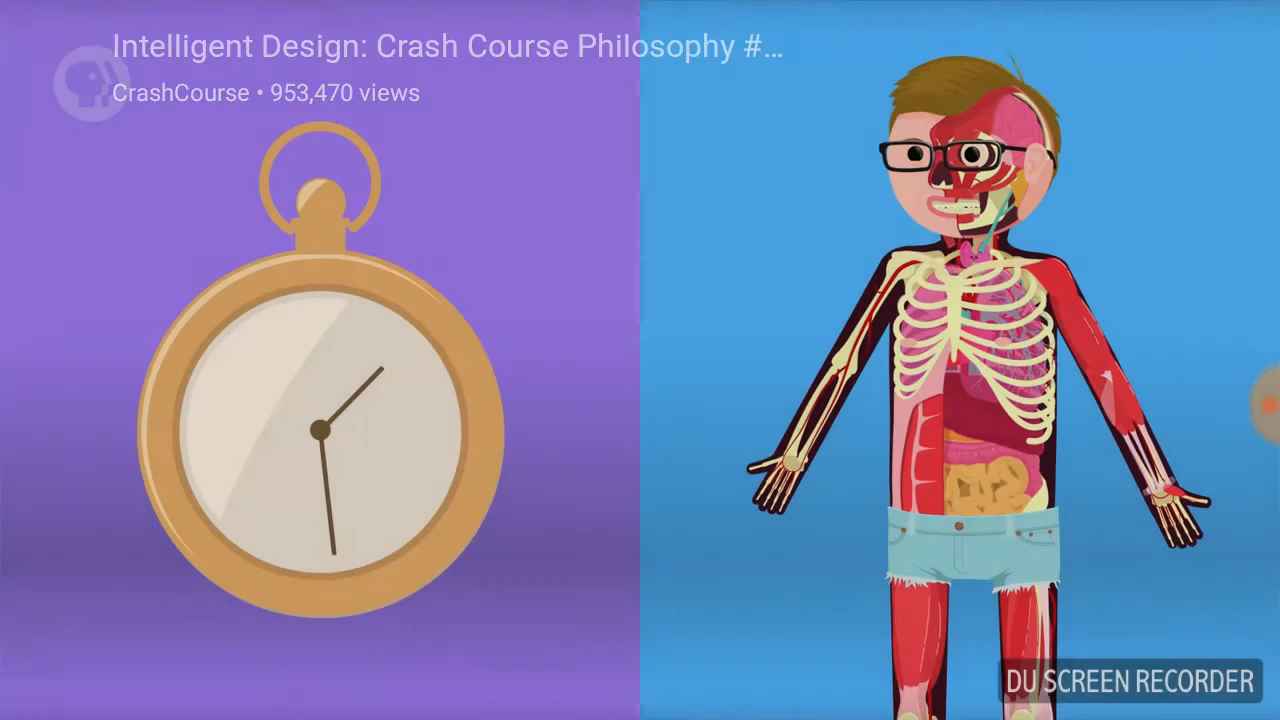 Intelligent Design: Crash Course Philosophy #...
CrashCourse • 953,470 views
DU SCREEN RECORDER